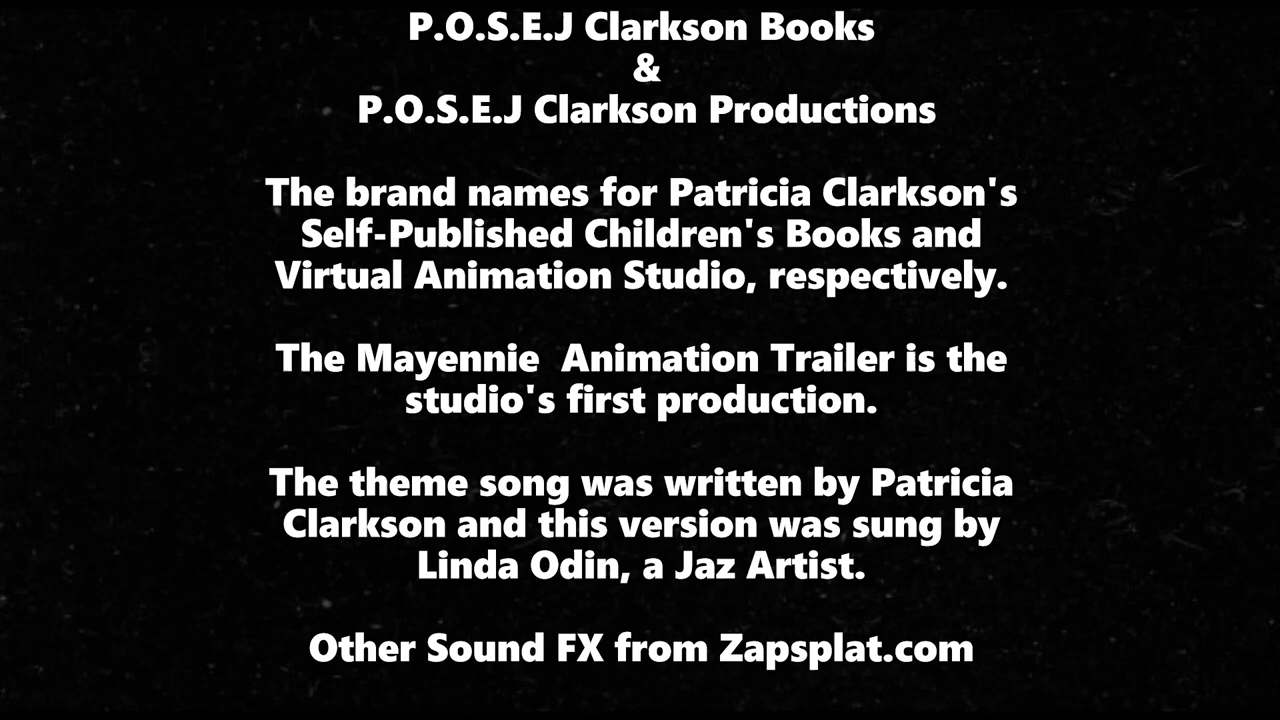 P.O.S.E.J Clarkson Books
&
P.O.S.E.J Clarkson Productions
The brand names for Patricia Clarkson's
Self-Published Children's Books and
Virtual Animation Studio, respectively.
The Mayennie  Animation Trailer is the
studio's first production.
The theme song was written by Patricia
Clarkson and this version was sung by
Linda Odin, a Jaz Artist.
Other Sound FX from Zapsplat.com